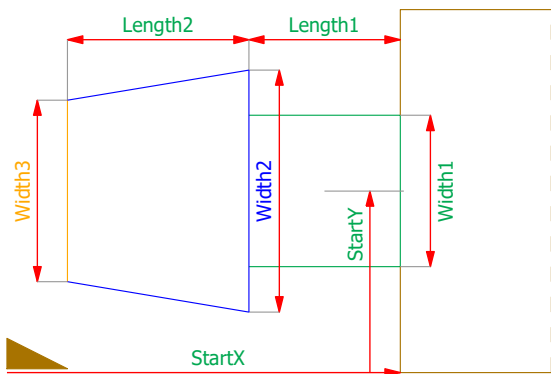 Length2
Length1
Width3
Width2
StartY
Width1
StartX